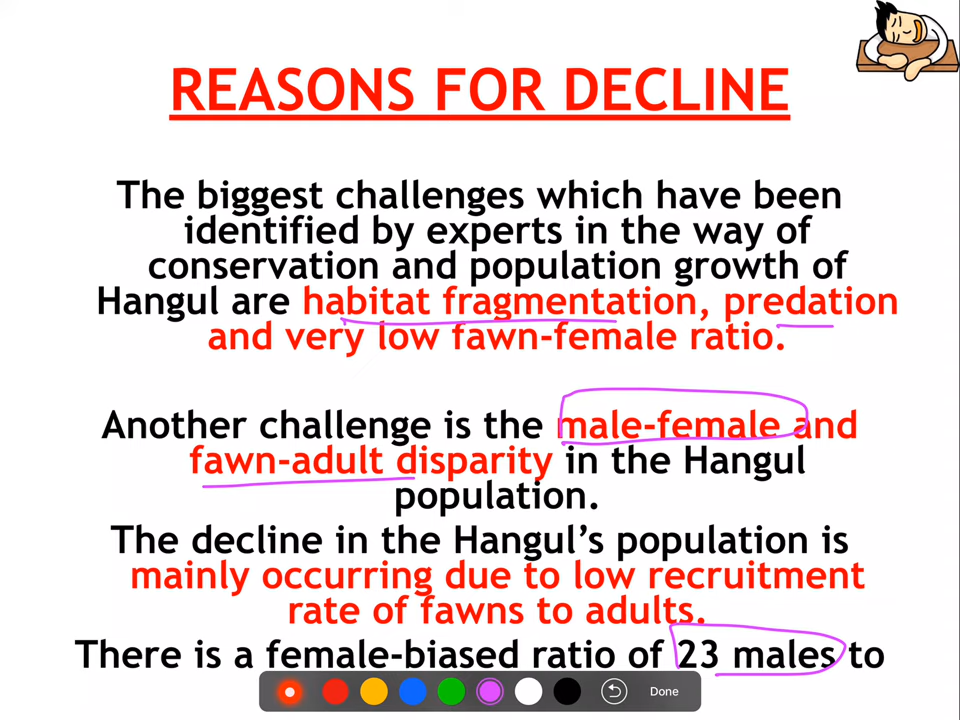 REASONS FOR DECLINE
The biggest challenges which have been
identified by experts in the way of
conservation and population growth of
Hangul are habitat fragmentation, predation
and very low fawn-female ratio.
Another challenge is the male-female and
fawn-adult disparity in the Hangul
population.
The decline in the Hangul’s population is
mainly occurring due to low recruitment
rate of fawns to adults.
There is a female-biased ratio of 23 males to
Done